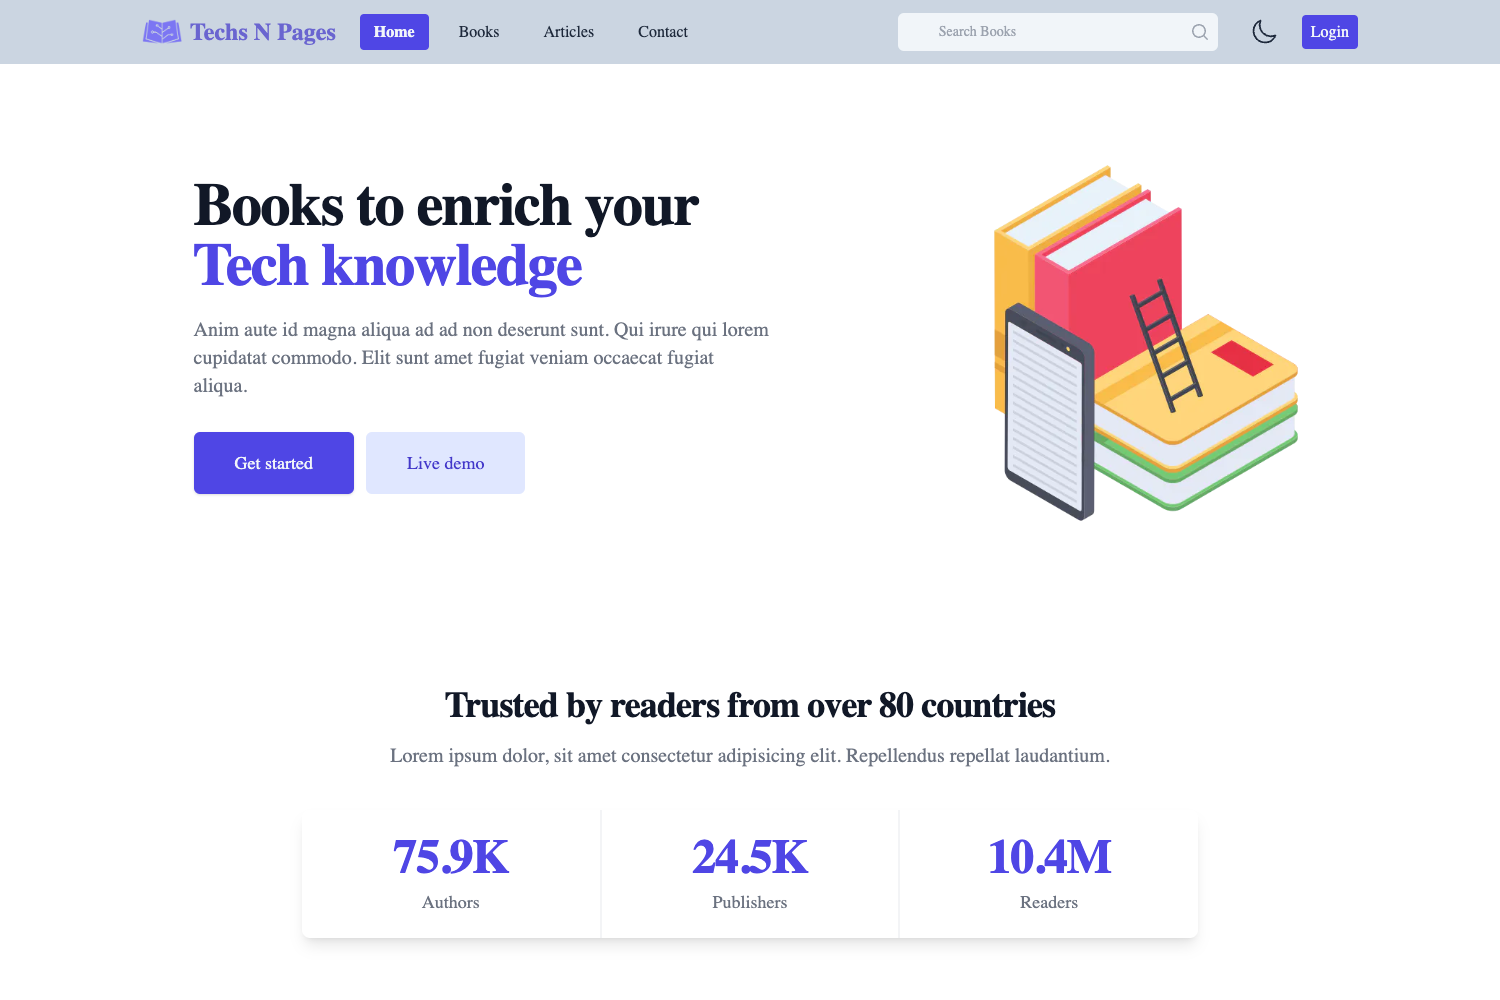 Techs N Pages
Home
Books
Articles
Contact
Search Books
Login
Books to enrich your
Tech knowledge
Anim aute id magna aliqua ad ad non deserunt sunt. Qui irure qui lorem
cupidatat commodo. Elit sunt amet fugiat veniam occaecat fugiat
aliqua.
Get started
Live demo
Trusted by readers from over 80 countries
Lorem ipsum dolor, sit amet consectetur adipisicing elit. Repellendus repellat laudantium.
75.9K
Authors
24.5K
Publishers
10.4M
Readers